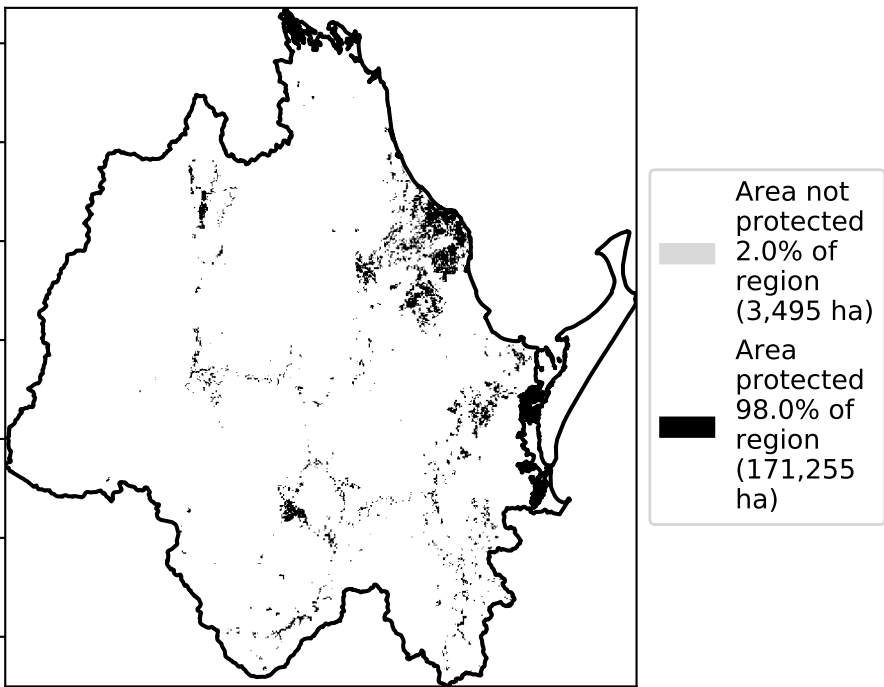 Area not
protected
2.0% of
region
(3,495 ha)
Area
protected
98.0% of
region
(171,255
ha)